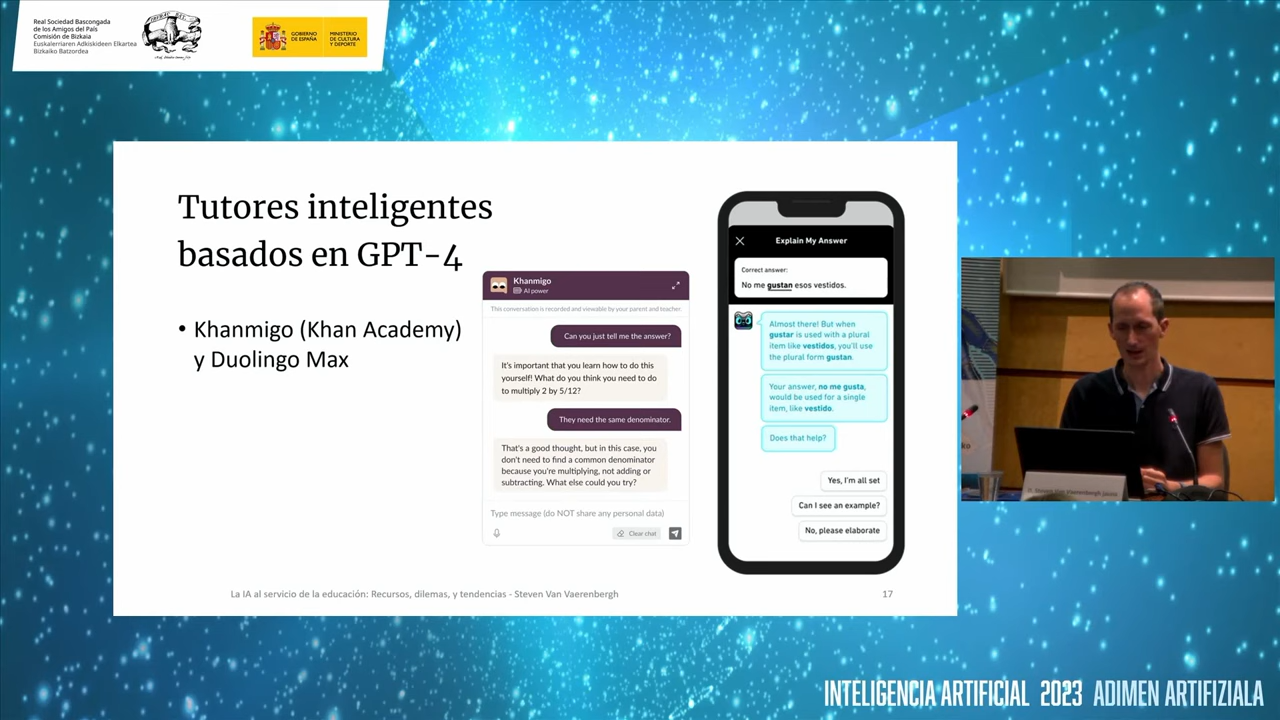 Real Sociedad Bascongada
de los Amigos del País
Comisión de Bizkaia
Euskalerriaren Adkiskideen Elkartea
Bizkaiko Batzordea
GOBIERNO
DE ESPAÑA
MINISTERIO
DE CULTURA
Y DEPORTE
Tutores inteligentes
basados en GPT-4
• Khanmigo (Khan Academy)
y Duolingo Max
Khanmigo
AI power
This conversation is recorded and viewable by your parent and teacher.
Can you just tell me the answer?
It's important that you learn how to do this
yourself! What do you think you need to do
to multiply 2 by 5/12?
They need the same denominator.
That's a good thought, but in this case, you
don't need to find a common denominator
because you're multiplying, not adding or
subtracting. What else could you try?
Type message (do NOT share any personal data)
Clear chat
Explain My Answer
Correct answer:
No me gustan esos vestidos.
Almost there! But when
gustar is used with a plural
item like vestidos, you'll use
the plural form gustan.
Your answer, no me gusta,
would be used for a single
item, like vestido.
Does that help?
Yes, I'm all set
Can I see an example?
No, please elaborate
La IA al servicio de la educación: Recursos, dilemas, y tendencias - Steven Van Vaerenbergh
17
INTELIGENCIA ARTIFICIAL 2023 ADIMEN ARTIFIZIALA